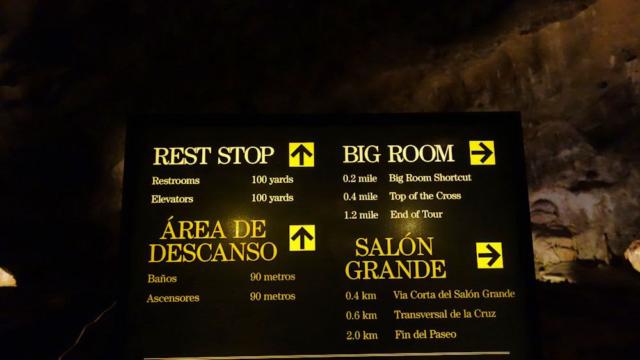 REST STOP
Restrooms 100 yards
Elevators 100 yards
ÁREA DE
DESCANSO
Baños 90 metros
Ascensores 90 metros
BIG ROOM
0.2 mile Big Room Shortcut
0.4 mile Top of the Cross
1.2 mile End of Tour
SALÓN
GRANDE
0.4 km Via Corta del Salón Grande
0.6 km Transversal de la Cruz
2.0 km Fin del Paseo